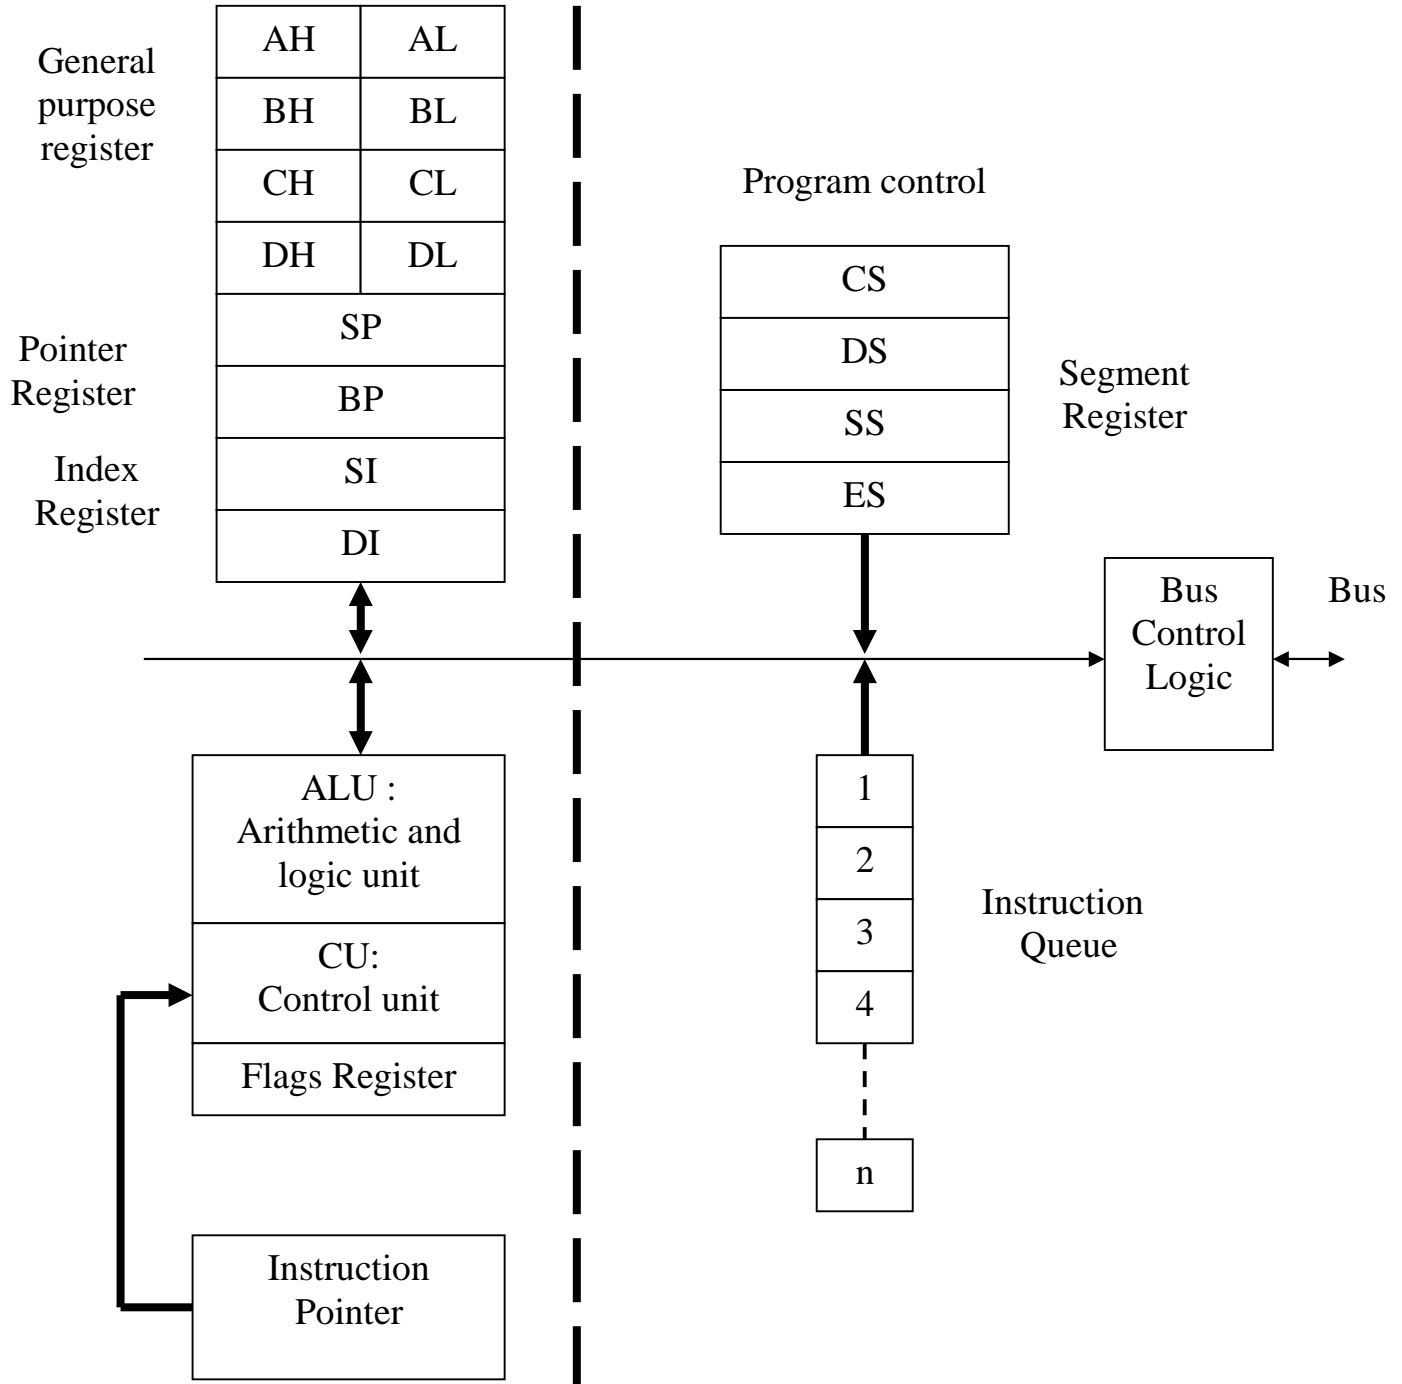 General
purpose
register
AH AL
BH BL
CH CL
DH DL
Pointer
Register
SP
BP
Index
Register
SI
DI
Program control
CS
DS
SS
ES
Segment
Register
Bus
Control
Logic
Bus
ALU :
Arithmetic and
logic unit
CU:
Control unit
Flags Register
Instruction
Pointer
1
2
3
4
n
Instruction
Queue